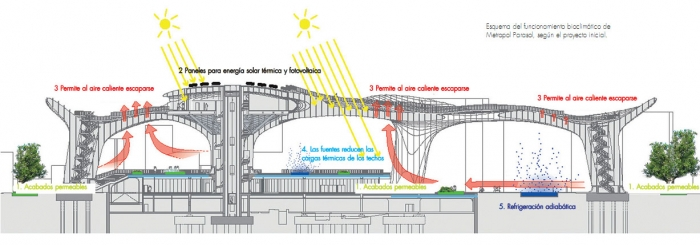 Esquema del funcionamiento bioclimático de
Metropol Parasol, según el proyecto inicial.
2 Paneles para energía solar térmica y fotovoltaica
3 Permite al aire caliente escaparse
3 Permite al aire caliente escaparse
3 Permite al aire caliente escaparse
4. Las fuentes reducen las
cargas térmicas de los techos
1. Acabados permeables
Acabados permeables
1. Acabados permeables
5. Refrigeración adiabática